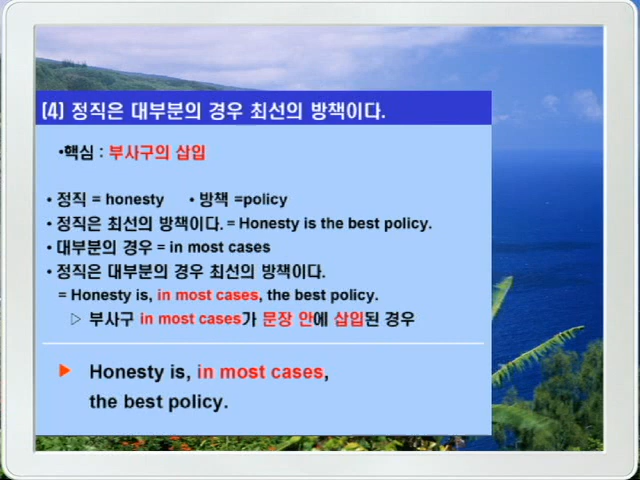 [4] 정직은 대부분의 경우 최선의 방책이다.
•핵심 : 부사구의 삽입
• 정직 = honesty • 방책 =policy
• 정직은 최선의 방책이다. = Honesty is the best policy.
• 대부분의 경우 = in most cases
• 정직은 대부분의 경우 최선의 방책이다.
= Honesty is, in most cases, the best policy.
▷ 부사구 in most cases가 문장 안에 삽입된 경우
▶ Honesty is, in most cases,
the best policy.